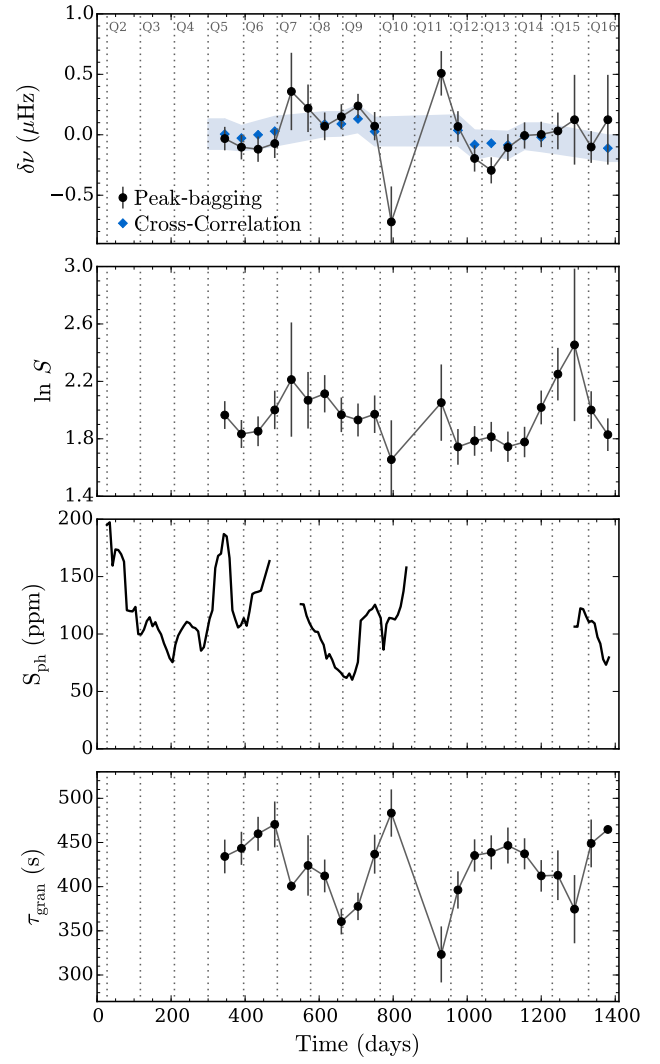 Q2 Q3 Q4 Q5 Q6 Q7 Q8 Q9 Q10 Q11 Q12 Q13 Q14 Q15 Q16
1.0
0.5
0.0
−0.5
δν (μHz)
Peak-bagging
Cross-Correlation
3.0
2.6
2.2
1.8
1.4
ln S
200
150
100
50
0
S_ph (ppm)
500
450
400
350
300
τ_gran (s)
0 200 400 600 800 1000 1200 1400
Time (days)